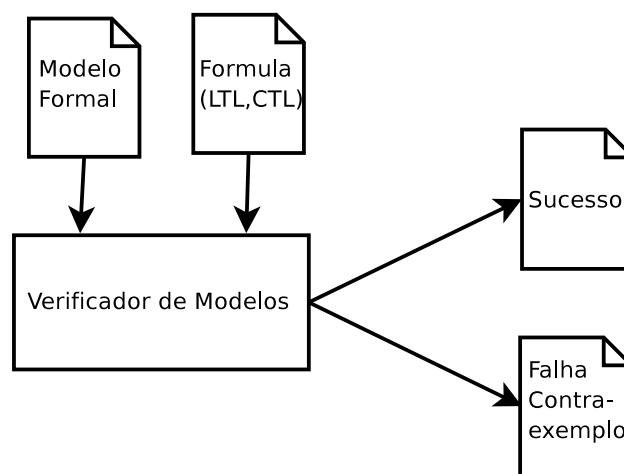 Modelo
Formal
Formula
(LTL,CTL)
Verificador de Modelos
Sucesso
Falha
Contra-
exemplo